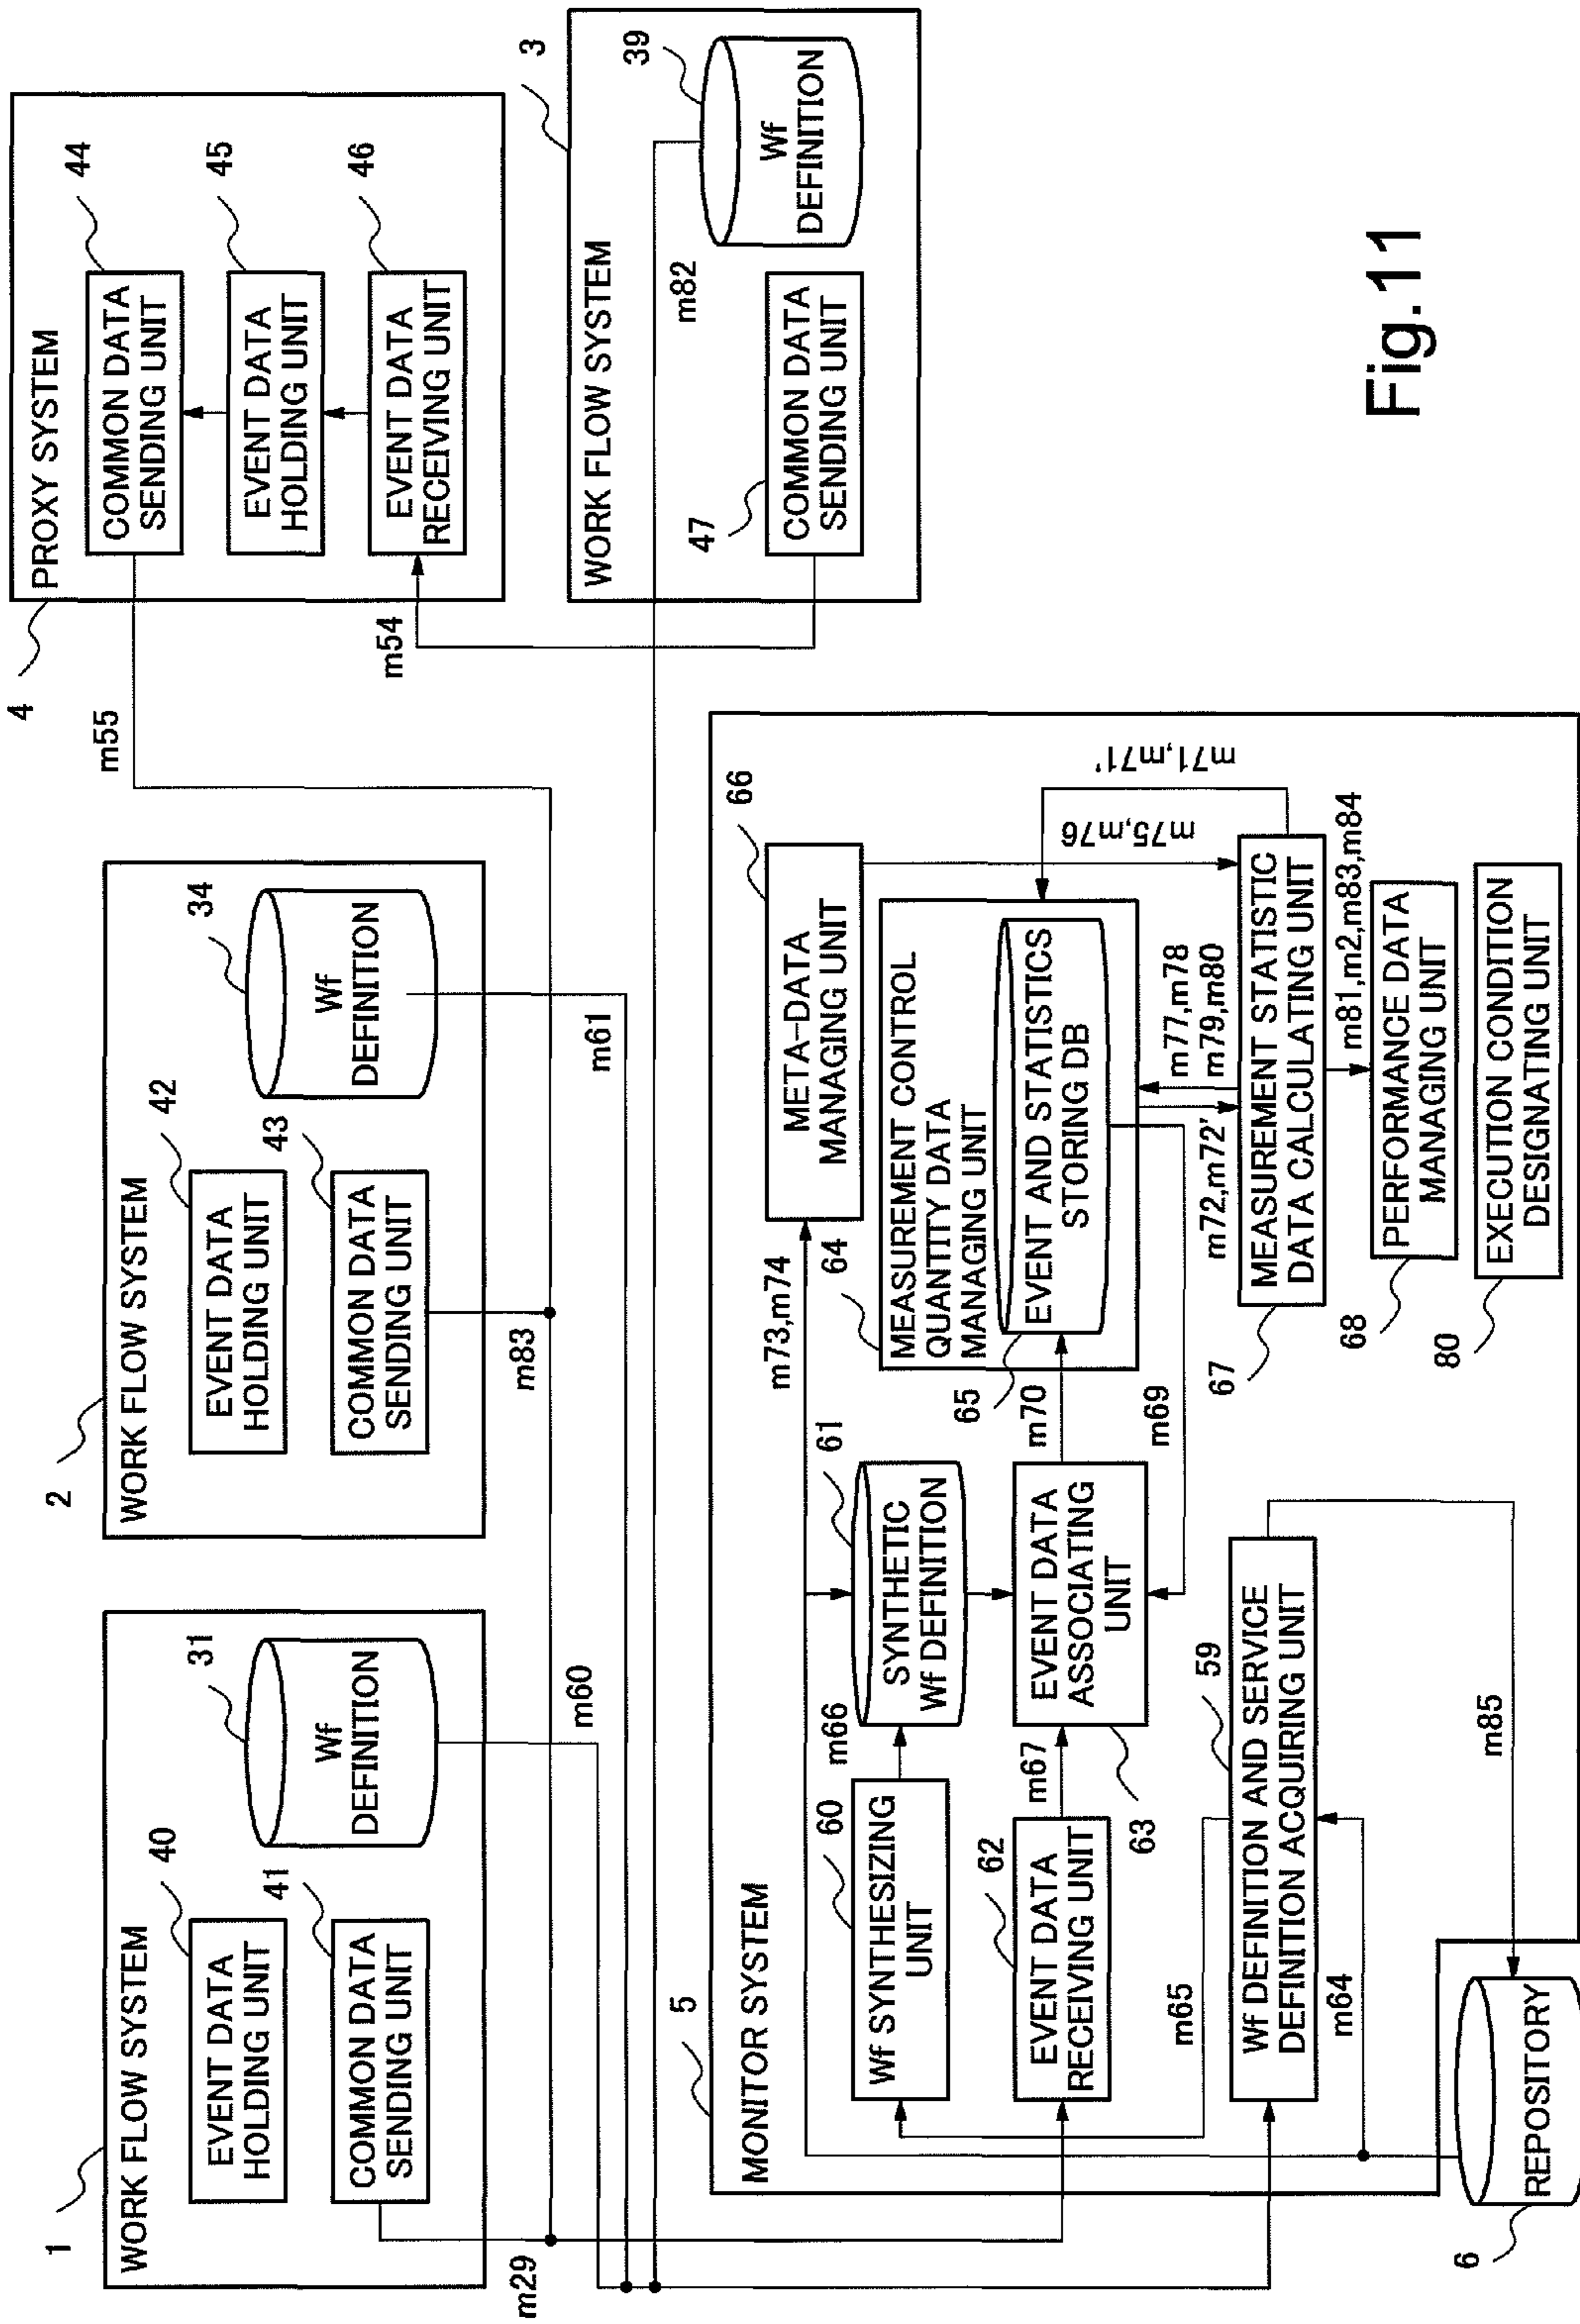 1
WORK FLOW SYSTEM
40
EVENT DATA
HOLDING UNIT
41
COMMON DATA
SENDING UNIT
31
Wf
DEFINITION
m29
m60
2
WORK FLOW SYSTEM
42
EVENT DATA
HOLDING UNIT
43
COMMON DATA
SENDING UNIT
34
Wf
DEFINITION
m83
m61
4
PROXY SYSTEM
44
COMMON DATA
SENDING UNIT
45
EVENT DATA
HOLDING UNIT
46
EVENT DATA
RECEIVING UNIT
m55
m54
3
WORK FLOW SYSTEM
m82
39
Wf
DEFINITION
47
COMMON DATA
SENDING UNIT
5
MONITOR SYSTEM
60
Wf SYNTHESIZING
UNIT
m66
61
SYNTHETIC
Wf DEFINITION
m73,m74
66
META-DATA
MANAGING UNIT
62
EVENT DATA
RECEIVING UNIT
m67
63
EVENT DATA
ASSOCIATING
UNIT
m70
m69
64
MEASUREMENT CONTROL
QUANTITY DATA
MANAGING UNIT
65
EVENT AND STATISTICS
STORING DB
m75,m76
m71,m71'
m72,m72'
m77,m78
m79,m80
67
MEASUREMENT STATISTIC
DATA CALCULATING UNIT
m81,m2,m83,m84
68
PERFORMANCE DATA
MANAGING UNIT
80
EXECUTION CONDITION
DESIGNATING UNIT
m65
59
Wf DEFINITION AND SERVICE
DEFINITION ACQUIRING UNIT
m64
m85
6
REPOSITORY
Fig.11